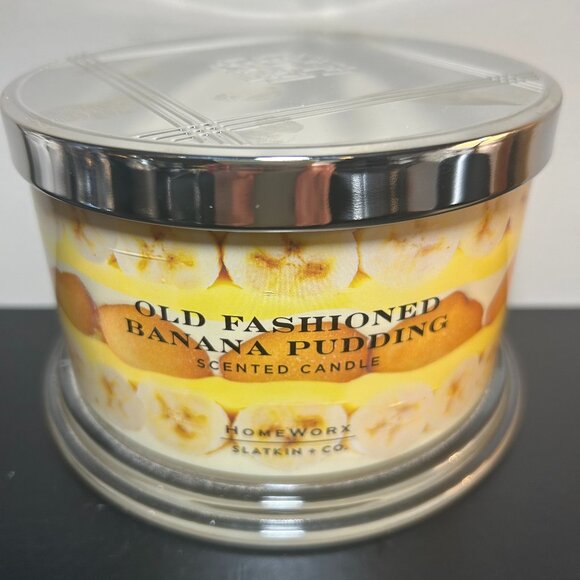 OLD FASHIONED
BANANA PUDDING
SCENTED CANDLE
HOMEWORX
SLATKIN + CO.